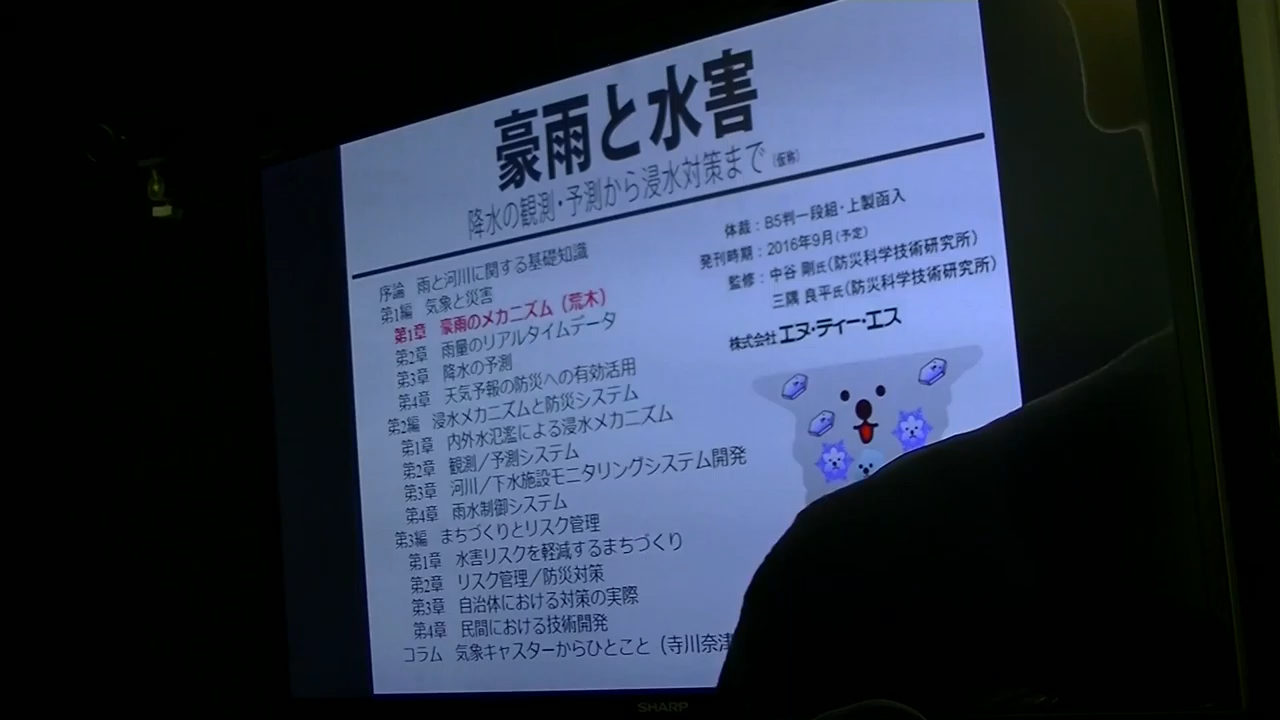 豪雨と水害
降水の観測・予測から浸水対策まで(仮称)
序論 雨と河川に関する基礎知識
第1編 気象と災害
第1章 豪雨のメカニズム（荒木）
第2章 雨量のリアルタイムデータ
第3章 降水の予測
第4章 天気予報の防災への有効活用
第2編 浸水メカニズムと防災システム
第1章 内外水氾濫による浸水メカニズム
第2章 観測／予測システム
第3章 河川／下水施設モニタリングシステム開発
第4章 雨水制御システム
第3編 まちづくりとリスク管理
第1章 水害リスクを軽減するまちづくり
第2章 リスク管理／防災対策
第3章 自治体における対策の実際
第4章 民間における技術開発
コラム 気象キャスターからひとこと（寺川奈津
体裁：B5判一段組・上製函入
発刊時期：2016年9月(予定)
監修：中谷 剛氏(防災科学技術研究所)
三隅 良平氏(防災科学技術研究所)
株式会社エヌ・ティー・エス
SHARP